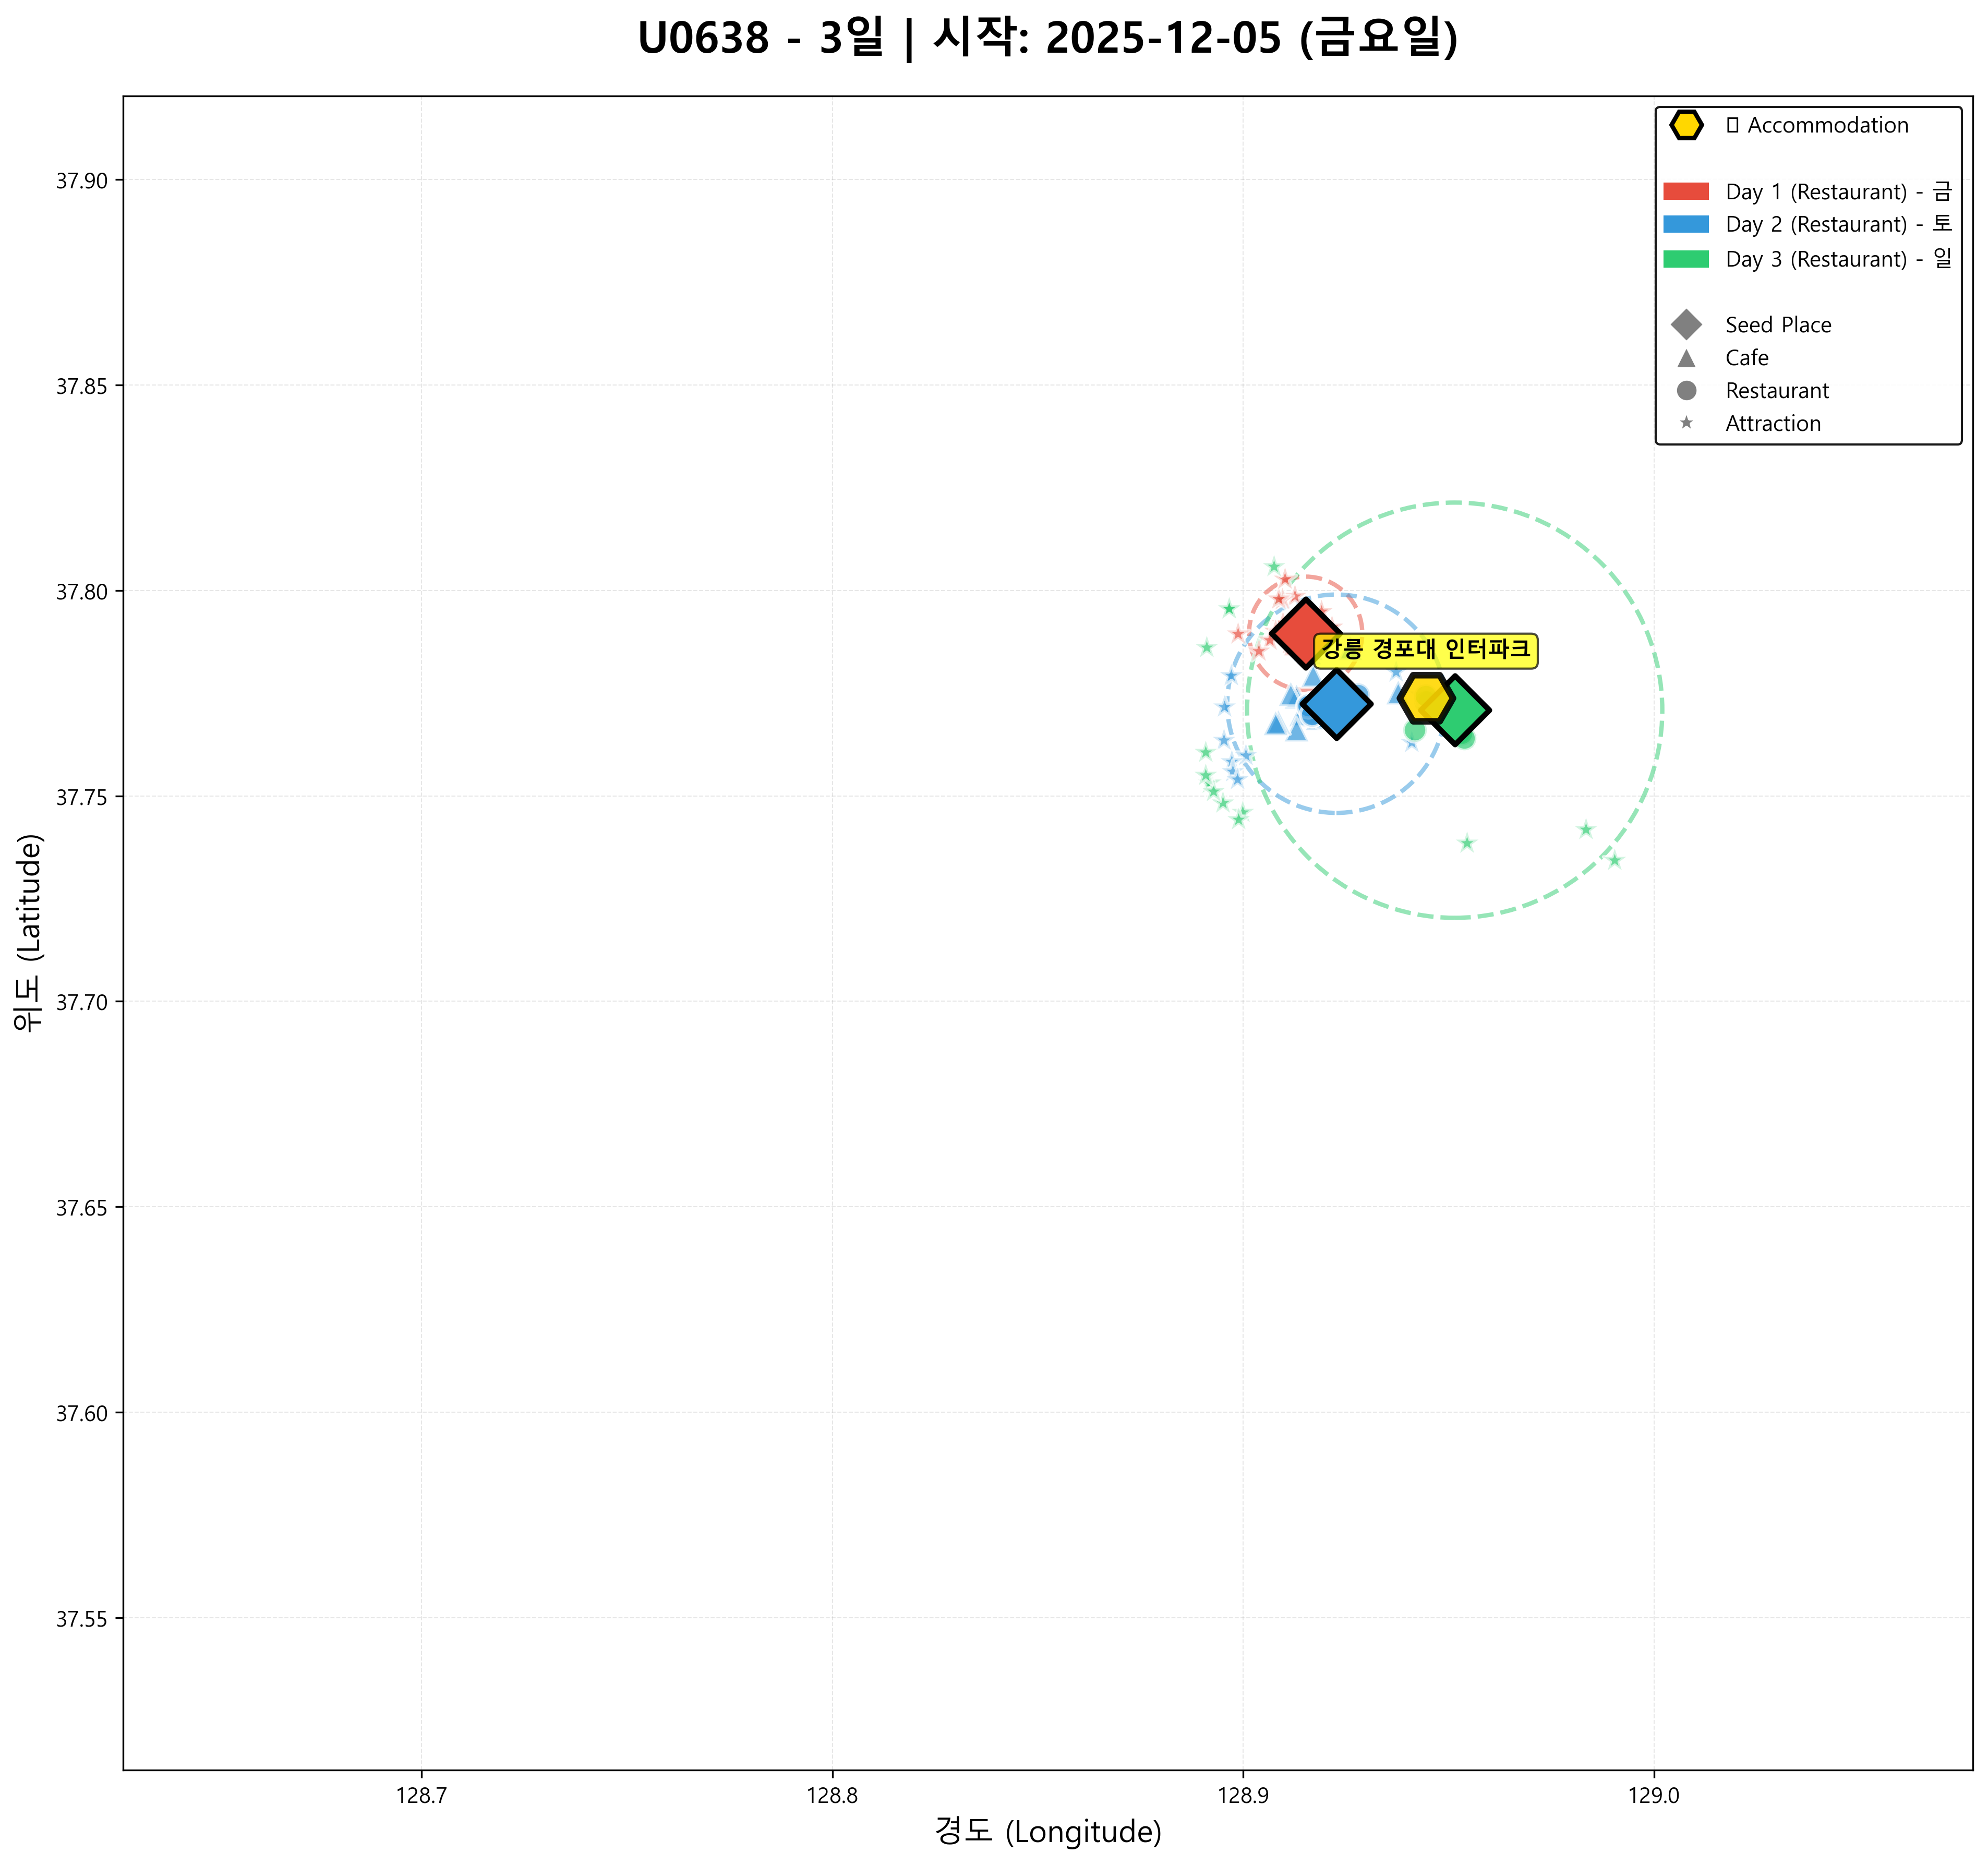 U0638 - 3일 | 시작: 2025-12-05 (금요일)
Accommodation
Day 1 (Restaurant) - 금
Day 2 (Restaurant) - 토
Day 3 (Restaurant) - 일
Seed Place
Cafe
Restaurant
Attraction
강릉 경포대 인터파크
37.90
37.85
37.80
37.75
37.70
37.65
37.60
37.55
위도 (Latitude)
128.7
128.8
128.9
129.0
경도 (Longitude)